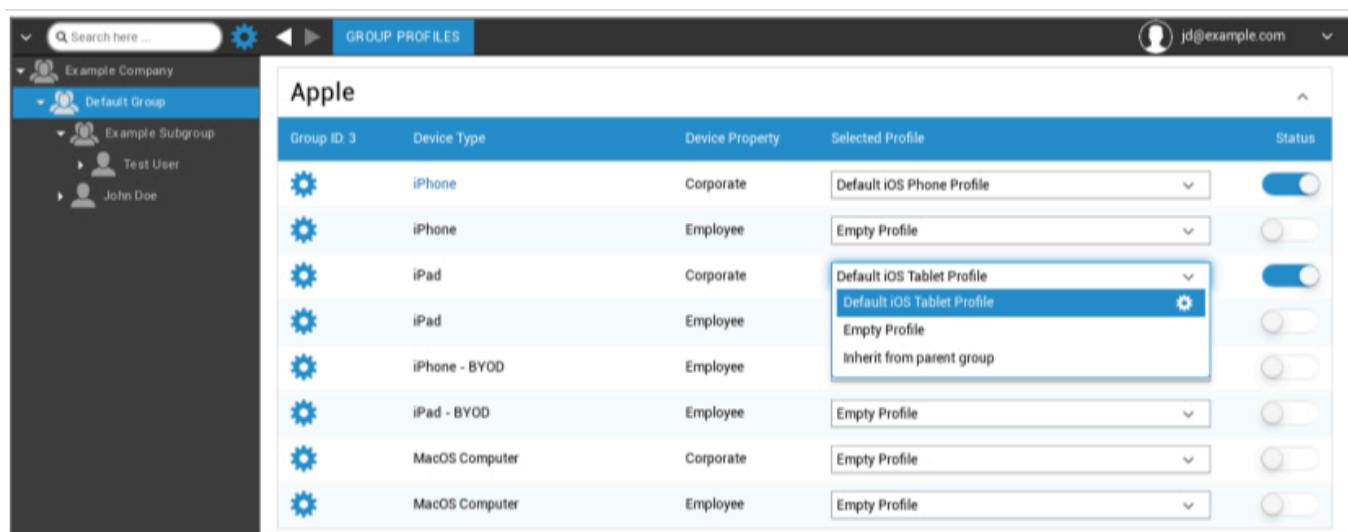 Search here ...
GROUP PROFILES
jd@example.com
Example Company
Default Group
Example Subgroup
Test User
John Doe
Apple
Group ID: 3 Device Type Device Property Selected Profile Status
iPhone Corporate Default iOS Phone Profile
iPhone Employee Empty Profile
iPad Corporate Default iOS Tablet Profile
Default iOS Tablet Profile
Empty Profile
Inherit from parent group
iPad Employee
iPhone - BYOD Employee
iPad - BYOD Employee Empty Profile
MacOS Computer Corporate Empty Profile
MacOS Computer Employee Empty Profile